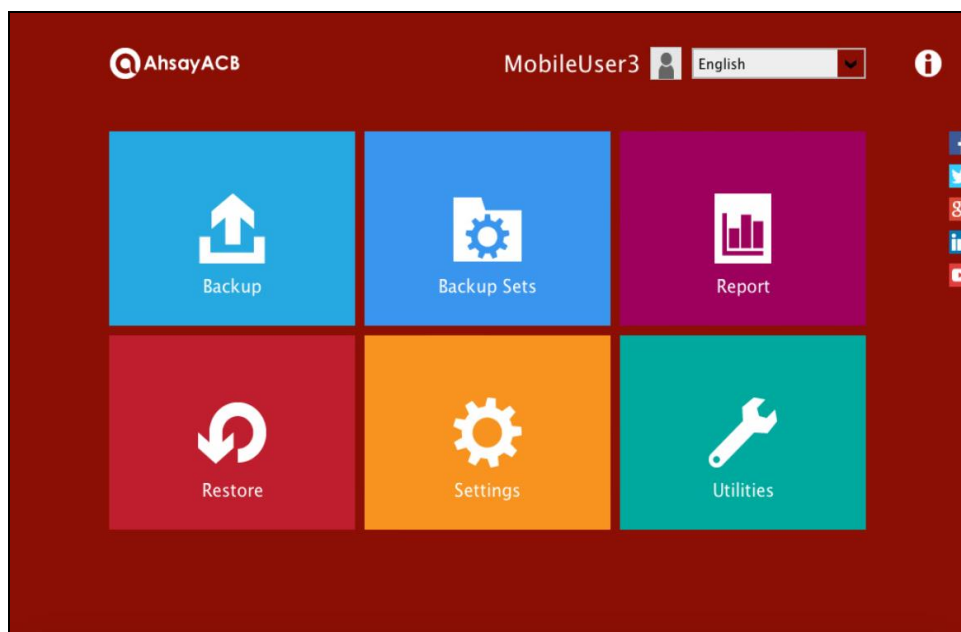 AhsayACB
MobileUser3
English
Backup
Backup Sets
Report
Restore
Settings
Utilities